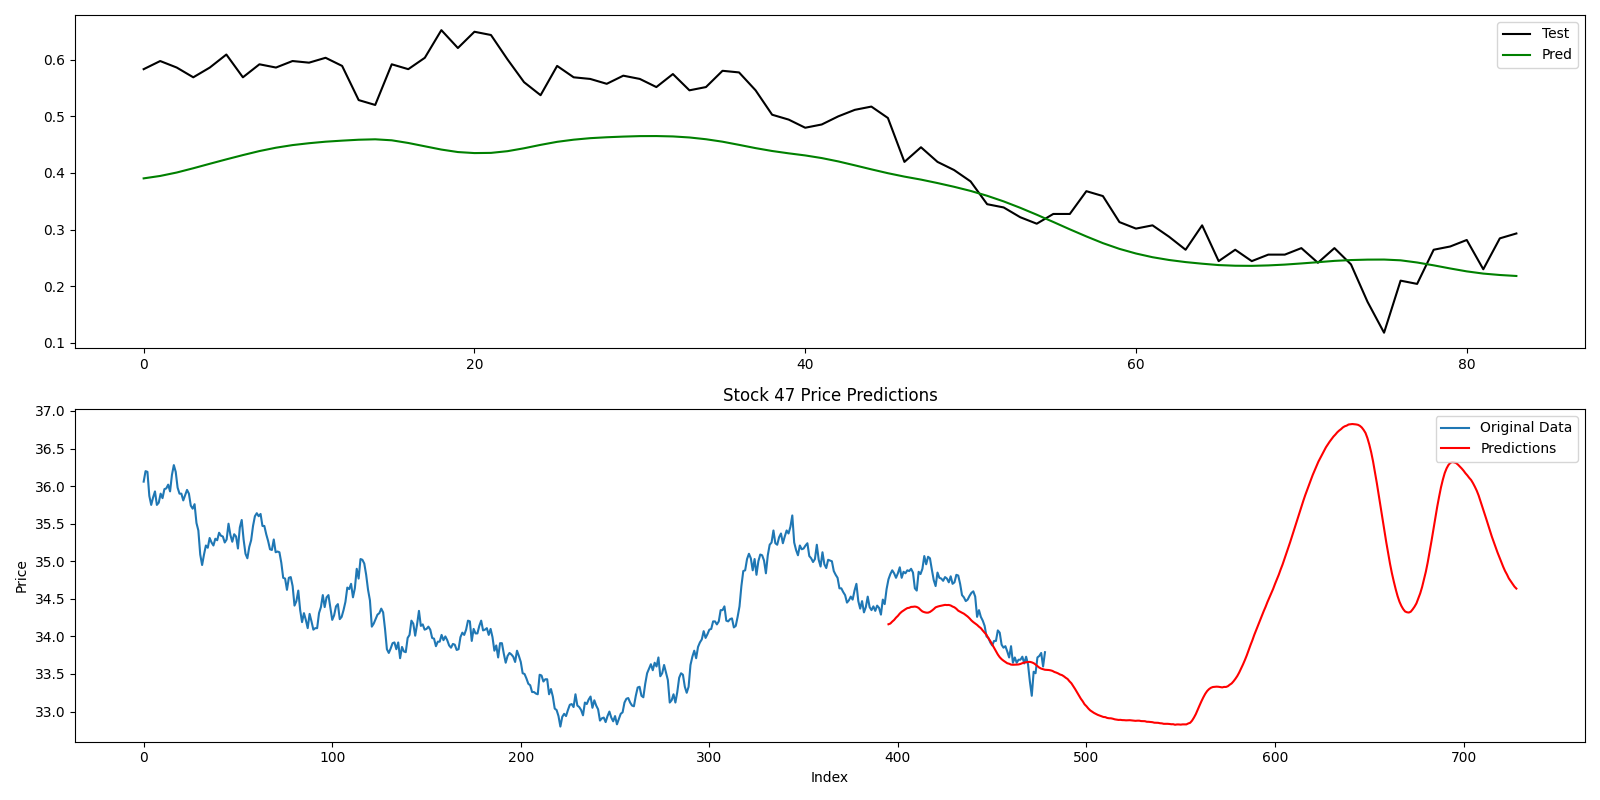 Test
Pred
0.6
0.5
0.4
0.3
0.2
0.1
0 20 40 60 80
Stock 47 Price Predictions
Original Data
Predictions
37.0
36.5
36.0
35.5
35.0
34.5
34.0
33.5
33.0
Price
0 100 200 300 400 500 600 700
Index